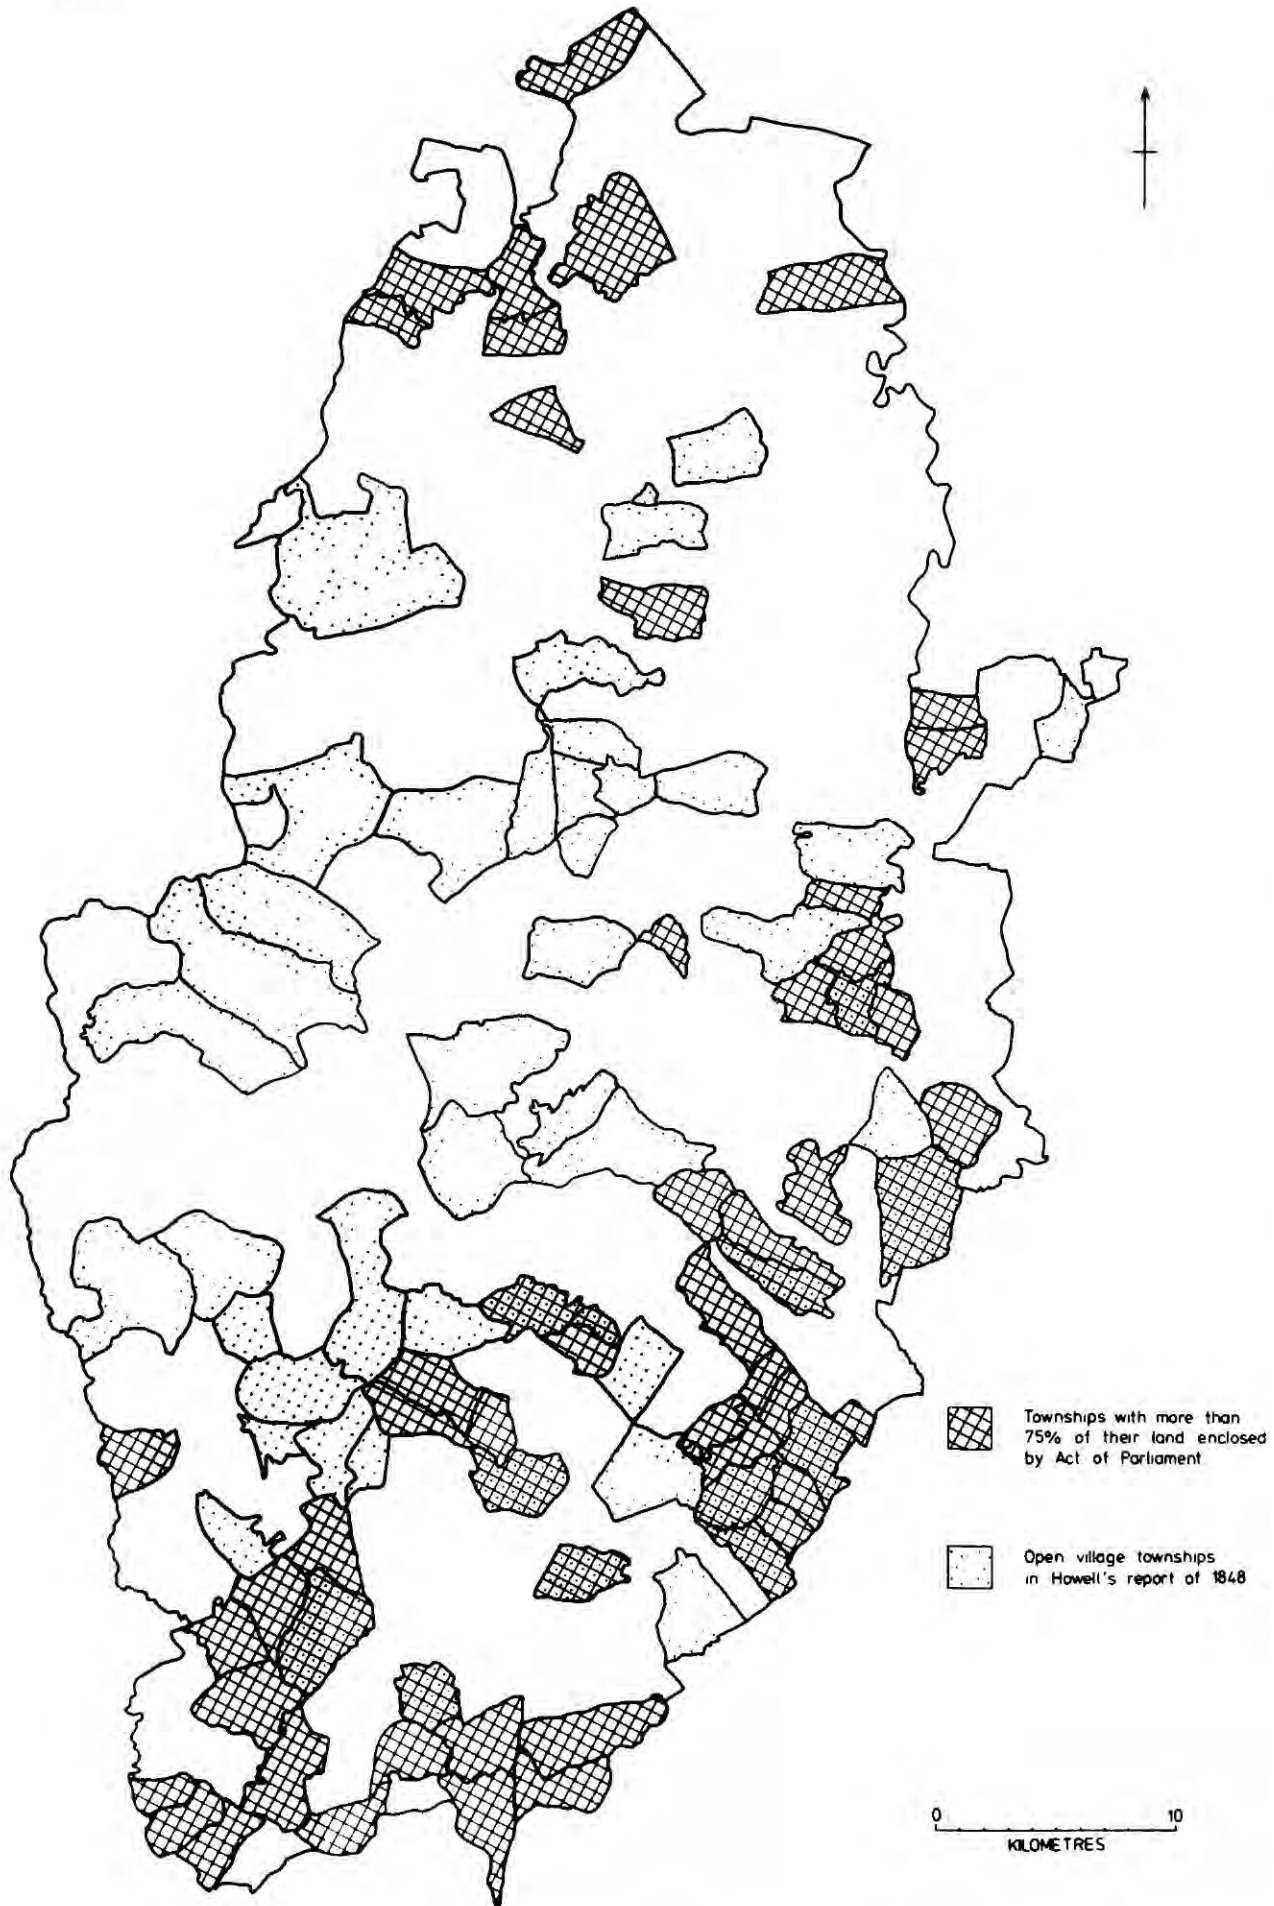 Townships with more than
75% of their land enclosed
by Act of Parliament
Open village townships
in Howell's report of 1848
0 10
KILOMETRES